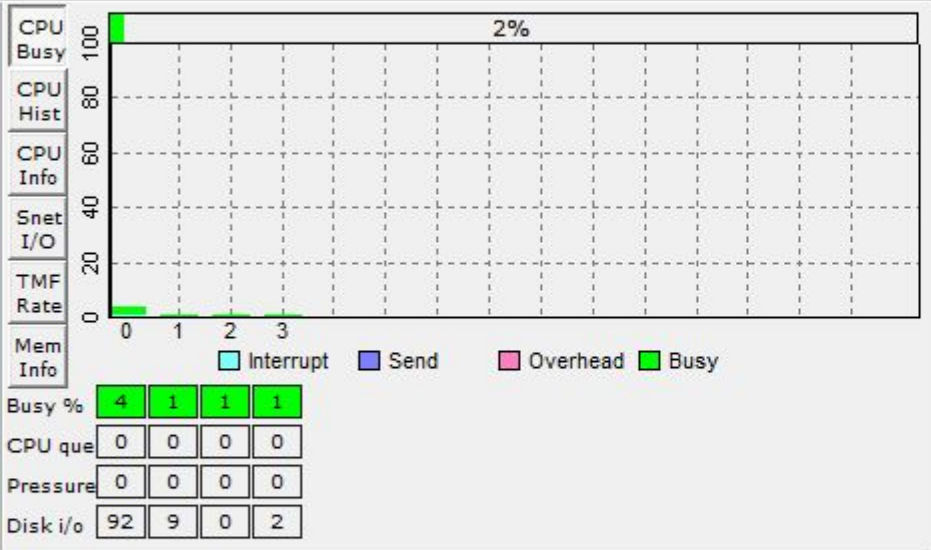 CPU
Busy
CPU
Hist
CPU
Info
Snet
I/O
TMF
Rate
Mem
Info
2%
100
80
60
40
20
0
0 1 2 3
Interrupt Send Overhead Busy
Busy % 4 1 1 1
CPU que 0 0 0 0
Pressure 0 0 0 0
Disk i/o 92 9 0 2